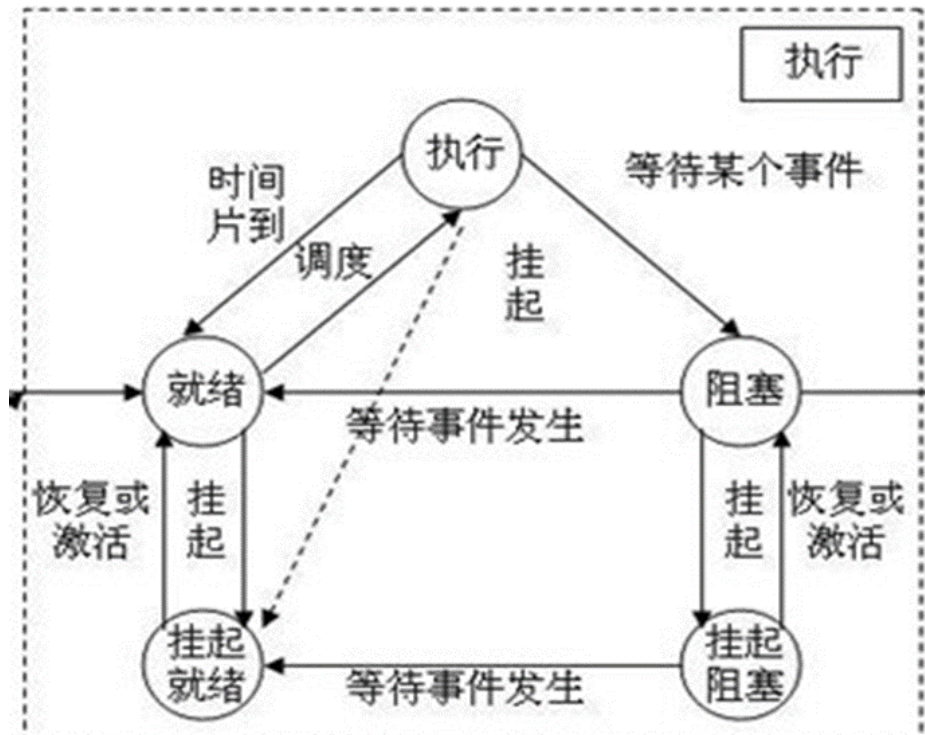 执行
执行
等待某个事件
时间
片到
调度
挂
起
就绪
阻塞
等待事件发生
恢复或
激活
挂
起
挂
起
恢复或
激活
挂起
就绪
挂起
阻塞
等待事件发生